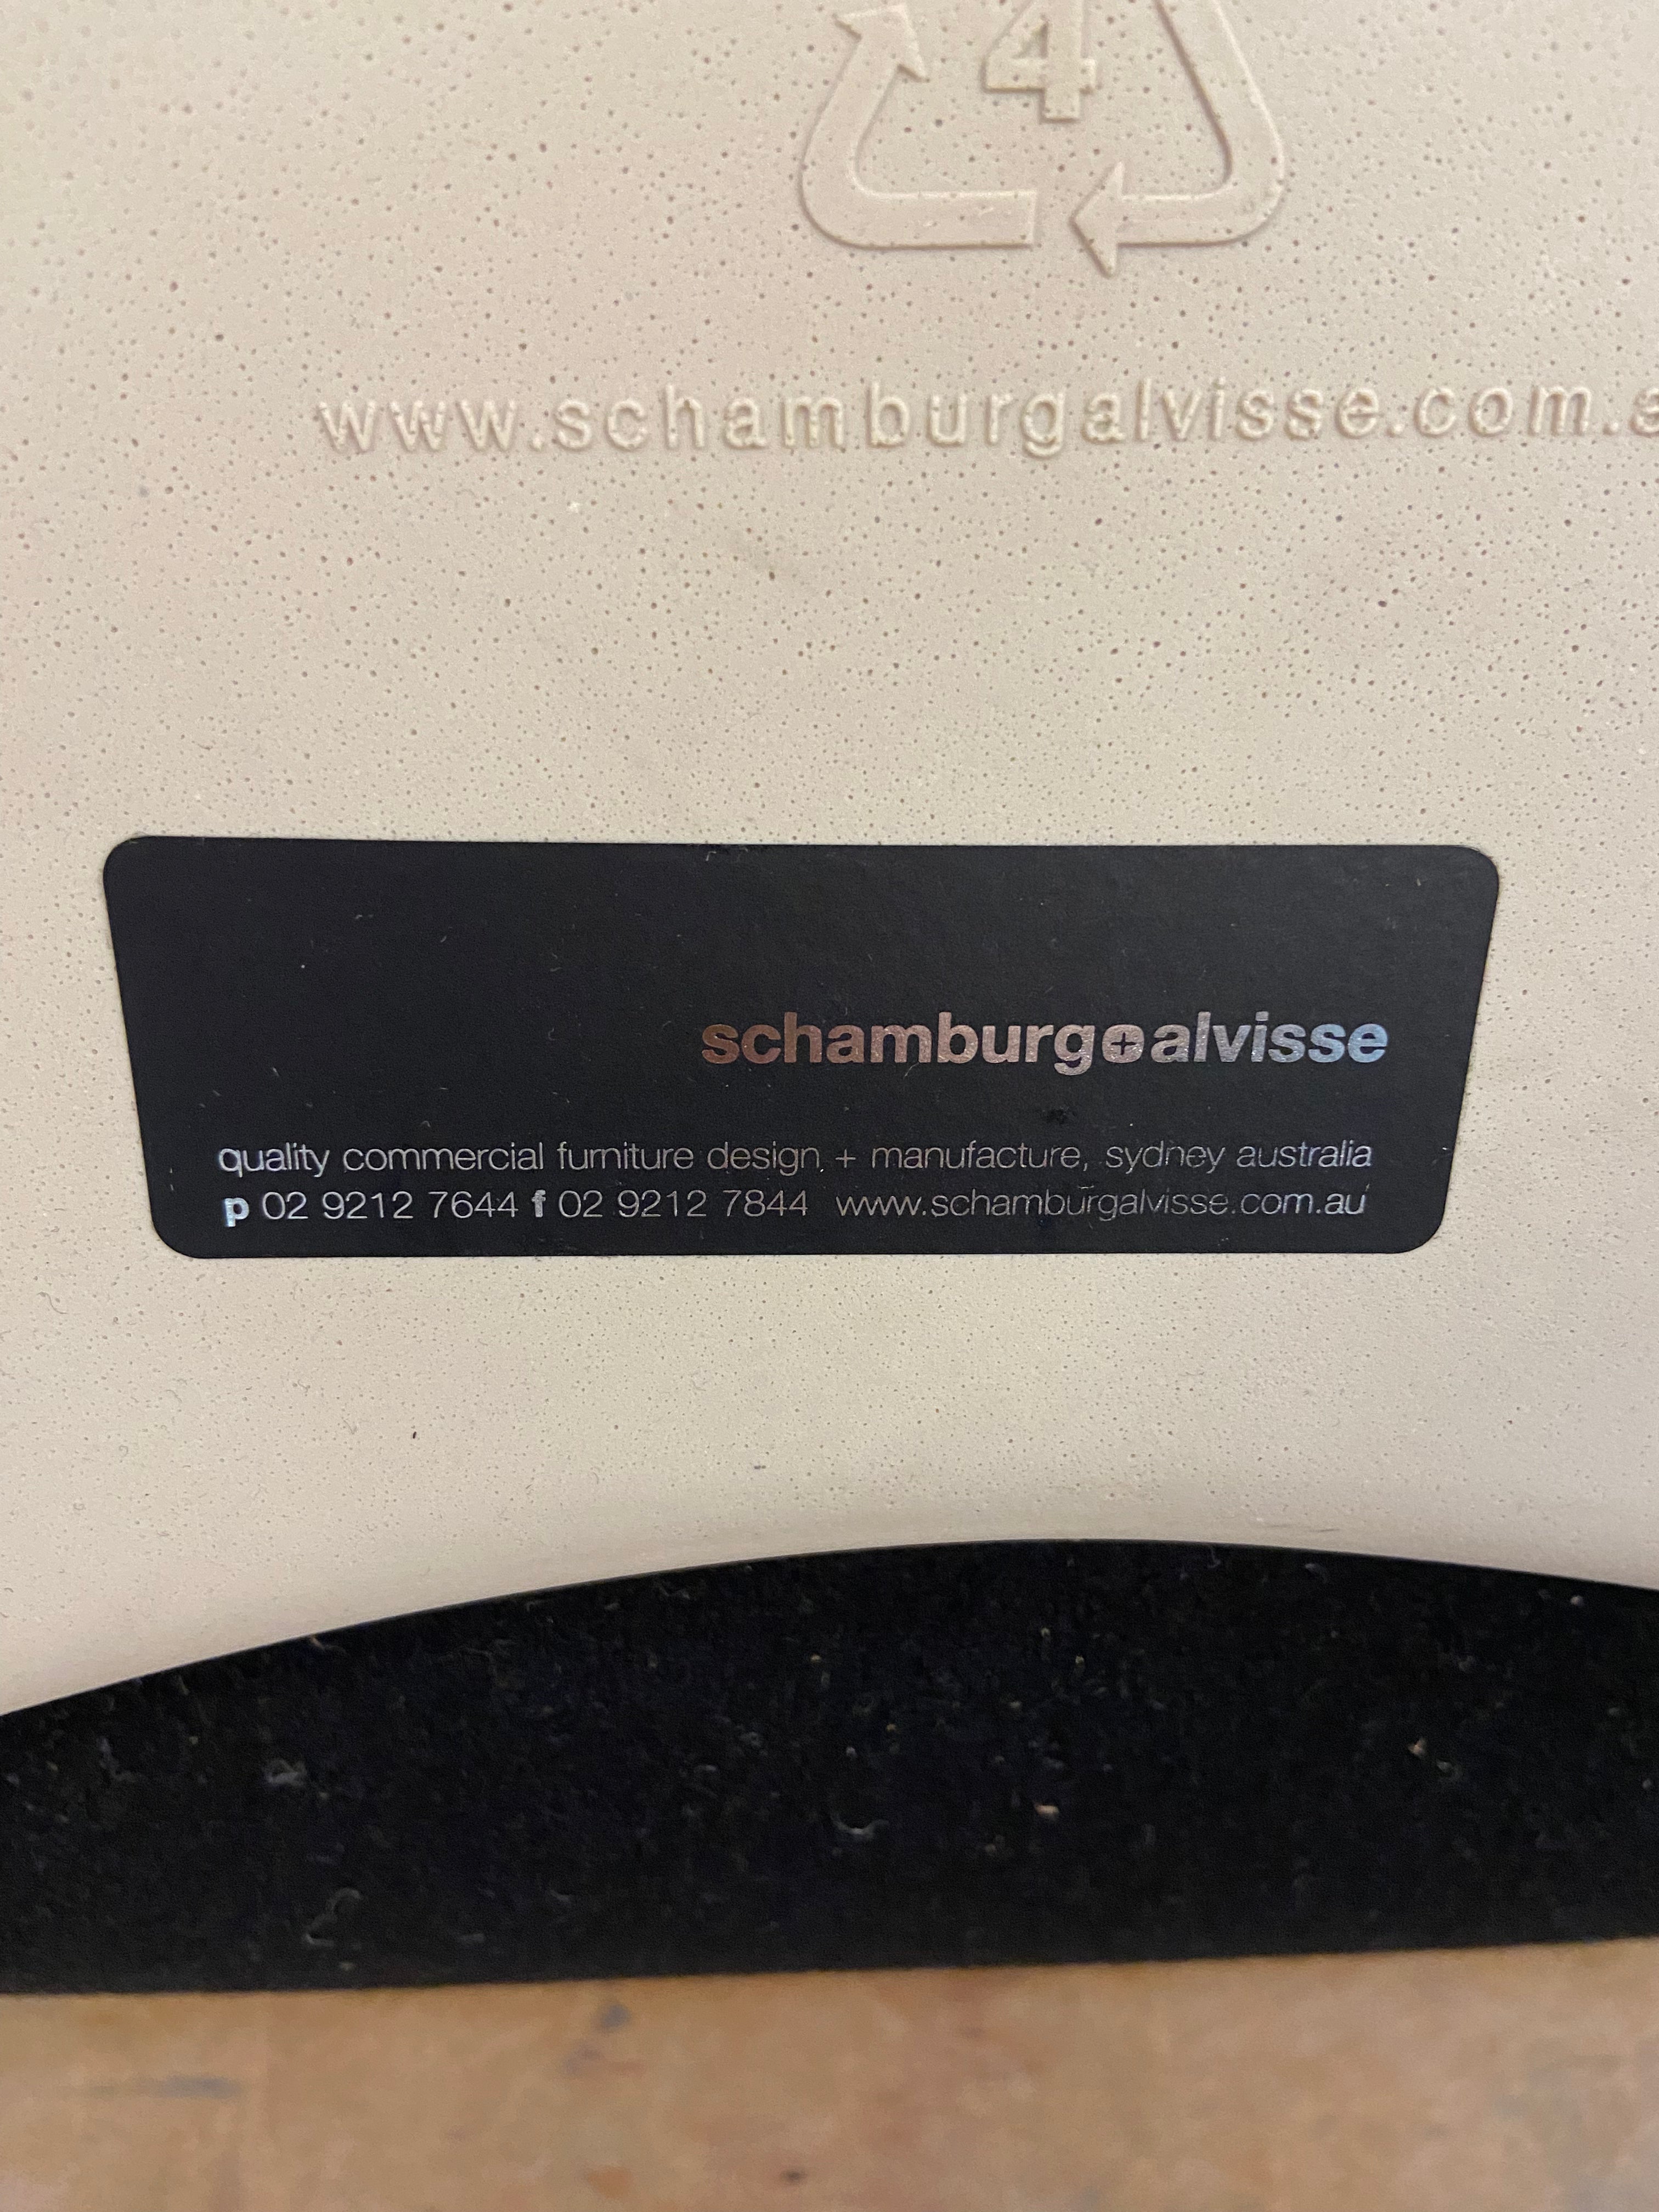 4
www.schamburgalvisse.com.a
schamburg+alvisse
quality commercial furniture design + manufacture, sydney australia
p 02 9212 7644 f 02 9212 7844 www.schamburgalvisse.com.au